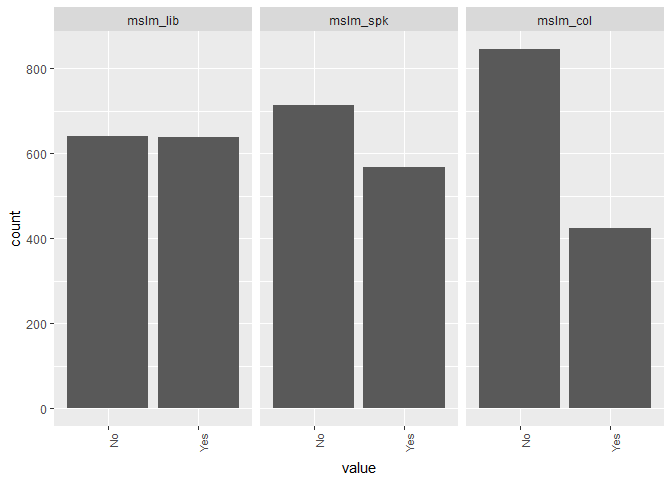 mslm_lib mslm_spk mslm_col
count
800
600
400
200
0
No Yes No Yes No Yes
value